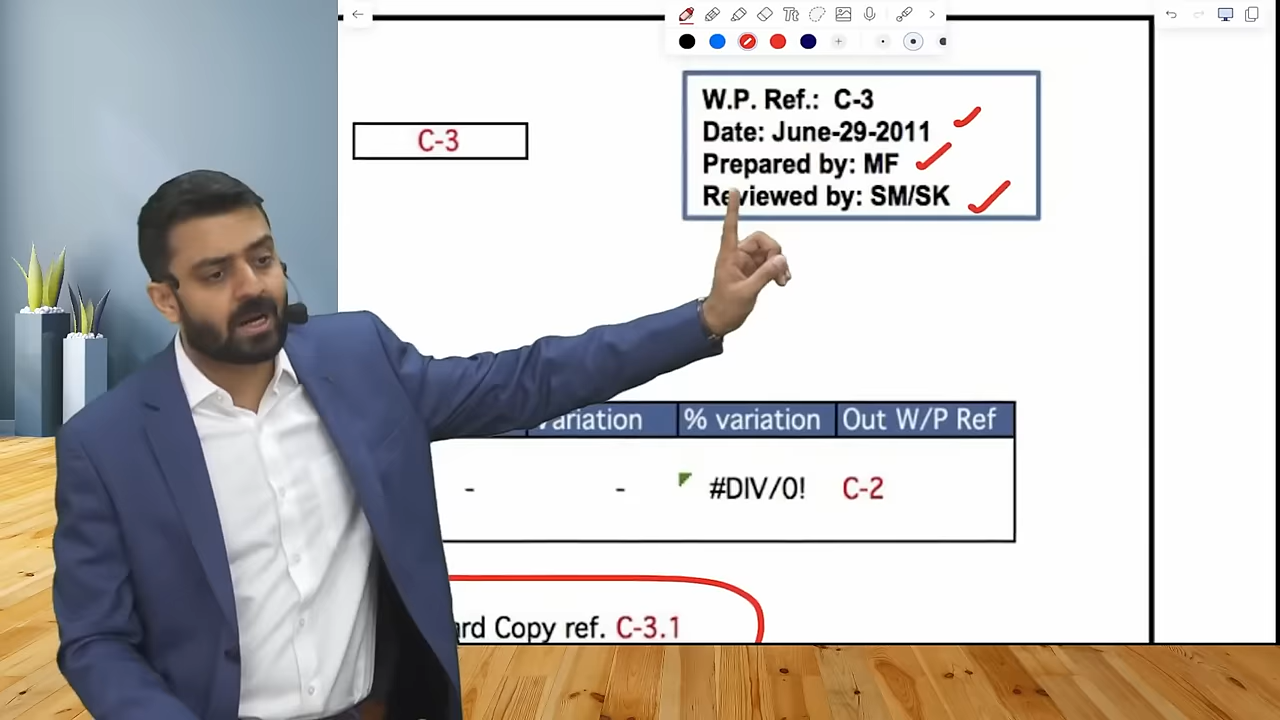 Tt
C-3
W.P. Ref.: C-3
Date: June-29-2011
Prepared by: MF
Reviewed by: SM/SK
% variation Out W/P Ref
- - #DIV/0! C-2
Copy ref. C-3.1